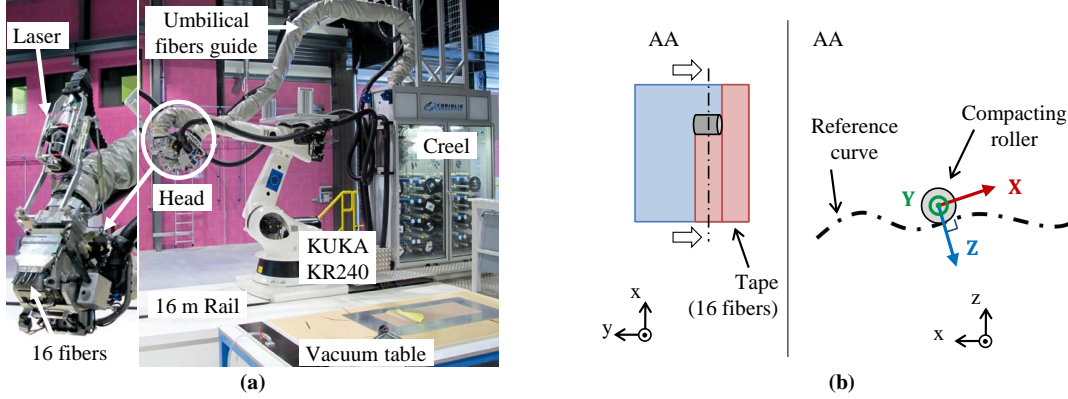 Laser
Umbilical
fibers guide
CORIOLIS
Creel
Head
KUKA
KR240
16 m Rail
16 fibers
Vacuum table
(a)
AA
Tape
(16 fibers)
x
y
AA
Reference
curve
Compacting
roller
Y
X
Z
z
x
(b)